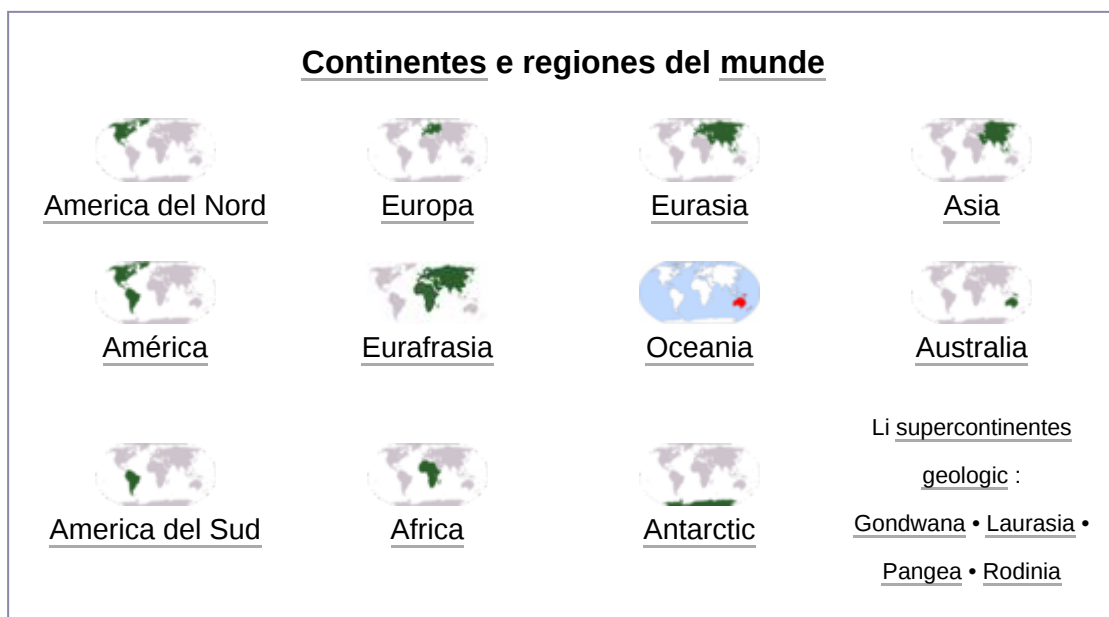 Continentes e regiones del munde
America del Nord
Europa
Eurasia
Asia
América
Eurafrasia
Oceania
Australia
America del Sud
Africa
Antarctic
Li supercontinentes
geologic :
Gondwana • Laurasia •
Pangea • Rodinia